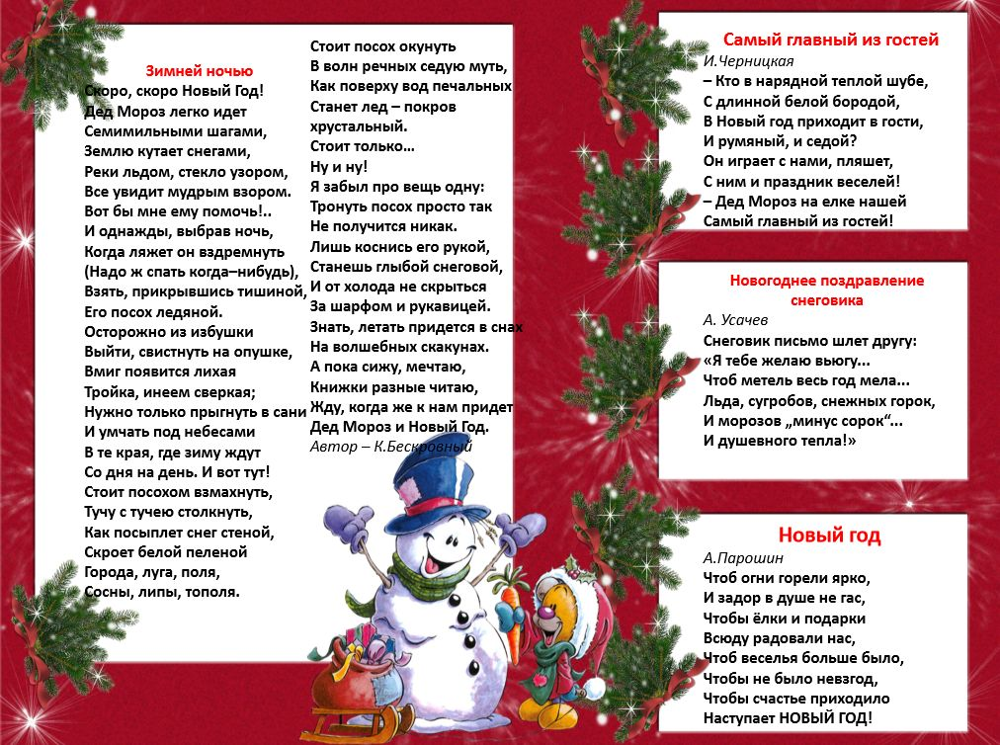 Зимней ночью
Скоро, скоро Новый Год!
Дед Мороз легко идет
Семимильными шагами,
Землю кутает снегами,
Реки льдом, стекло узором,
Все увидит мудрым взором.
Вот бы мне ему помочь!..
И однажды, выбрав ночь,
Когда ляжет он вздремнуть
(Надо ж спать когда–нибудь),
Взять, прикрывшись тишиной,
Его посох ледяной.
Осторожно из избушки
Выйти, свистнуть на опушке,
Вмиг появится лихая
Тройка, инеем сверкая;
Нужно только прыгнуть в сани
И умчать под небесами
В те края, где зиму ждут
Со дня на день. И вот тут!
Стоит посохом взмахнуть,
Тучу с тучею столкнуть,
Как посыплет снег стеной,
Скроет белой пеленой
Города, луга, поля,
Сосны, липы, тополя.
Стоит посох окунуть
В волн речных седую муть,
Как поверху вод печальных
Станет лед – покров
хрустальный.
Стоит только…
Ну и ну!
Я забыл про вещь одну:
Тронуть посох просто так
Не получится никак.
Лишь коснись его рукой,
Станешь глыбой снеговой,
И от холода не скрыться
За шарфом и рукавицей.
Знать, летать придется в снах
На волшебных скакунах.
А пока сижу, мечтаю,
Книжки разные читаю,
Жду, когда же к нам придет
Дед Мороз и Новый Год.
Автор – К.Бескровный
Самый главный из гостей
И.Черницкая
– Кто в нарядной теплой шубе,
С длинной белой бородой,
В Новый год приходит в гости,
И румяный, и седой?
Он играет с нами, пляшет,
С ним и праздник веселей!
– Дед Мороз на елке нашей
Самый главный из гостей!
Новогоднее поздравление
снеговика
А. Усачев
Снеговик письмо шлет другу:
«Я тебе желаю вьюгу...
Чтоб метель весь год мела...
Льда, сугробов, снежных горок,
И морозов „минус сорок“...
И душевного тепла!»
Новый год
А.Парошин
Чтоб огни горели ярко,
И задор в душе не гас,
Чтобы ёлки и подарки
Всюду радовали нас,
Чтоб веселья больше было,
Чтобы не было невзгод,
Чтобы счастье приходило
Наступает НОВЫЙ ГОД!